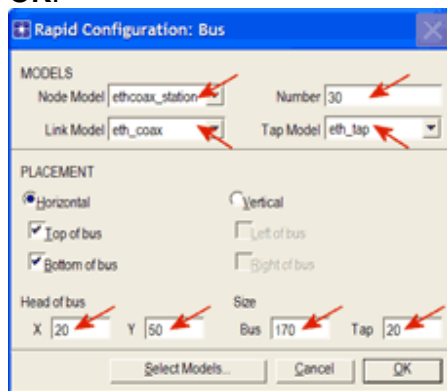 OK.
Rapid Configuration: Bus
MODELS
Node Model ethcoax_station Number 30
Link Model eth_coax Tap Model eth_tap
PLACEMENT
Horizontal Vertical
Top of bus Left of bus
Bottom of bus Right of bus
Head of bus Size
X 20 Y 50 Bus 170 Tap 20
Select Models... Cancel OK